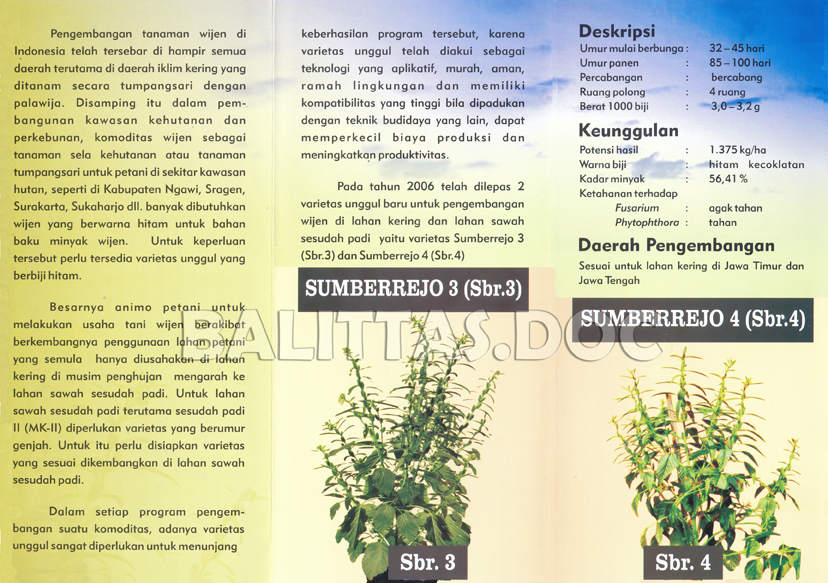 Pengembangan tanaman wijen di
Indonesia telah tersebar di hampir semua
daerah terutama di daerah iklim kering yang
ditanam secara tumpangsari dengan
palawija. Disamping itu dalam pem-
bangunan kawasan kehutanan dan
perkebunan, komoditas wijen sebagai
tanaman sela kehutanan atau tanaman
tumpangsari untuk petani di sekitar kawasan
hutan, seperti di Kabupaten Ngawi, Sragen,
Surakarta, Sukaharjo dll. banyak dibutuhkan
wijen yang berwarna hitam untuk bahan
baku minyak wijen. Untuk keperluan
tersebut perlu tersedia varietas unggul yang
berbiji hitam.
Besarnya animo petani untuk
melakukan usaha tani wijen berakibat
berkembangnya penggunaan lahan petani
yang semula hanya diusahakan di lahan
kering di musim penghujan mengarah ke
lahan sawah sesudah padi. Untuk lahan
sawah sesudah padi terutama sesudah padi
II (MK-II) diperlukan varietas yang berumur
genjah. Untuk itu perlu disiapkan varietas
yang sesuai dikembangkan di lahan sawah
sesudah padi.
Dalam setiap program pengem-
bangan suatu komoditas, adanya varietas
unggul sangat diperlukan untuk menunjang
keberhasilan program tersebut, karena
varietas unggul telah diakui sebagai
teknologi yang aplikatif, murah, aman,
ramah lingkungan dan memiliki
kompatibilitas yang tinggi bila dipadukan
dengan teknik budidaya yang lain, dapat
memperkecil biaya produksi dan
meningkatkan produktivitas.
Pada tahun 2006 telah dilepas 2
varietas unggul baru untuk pengembangan
wijen di lahan kering dan lahan sawah
sesudah padi yaitu varietas Sumberrejo 3
(Sbr.3) dan Sumberrejo 4 (Sbr.4)
SUMBERREJO 3 (Sbr.3)
Sbr. 3
Deskripsi
Umur mulai berbunga : 32 – 45 hari
Umur panen : 85 – 100 hari
Percabangan : bercabang
Ruang polong : 4 ruang
Berat 1000 biji : 3,0 – 3,2 g
Keunggulan
Potensi hasil : 1.375 kg/ha
Warna biji : hitam kecoklatan
Kadar minyak : 56,41 %
Ketahanan terhadap
Fusarium : agak tahan
Phytophthora : tahan
Daerah Pengembangan
Sesuai untuk lahan kering di Jawa Timur dan
Jawa Tengah
SUMBERREJO 4 (Sbr.4)
Sbr. 4
BALITTAS.DOC